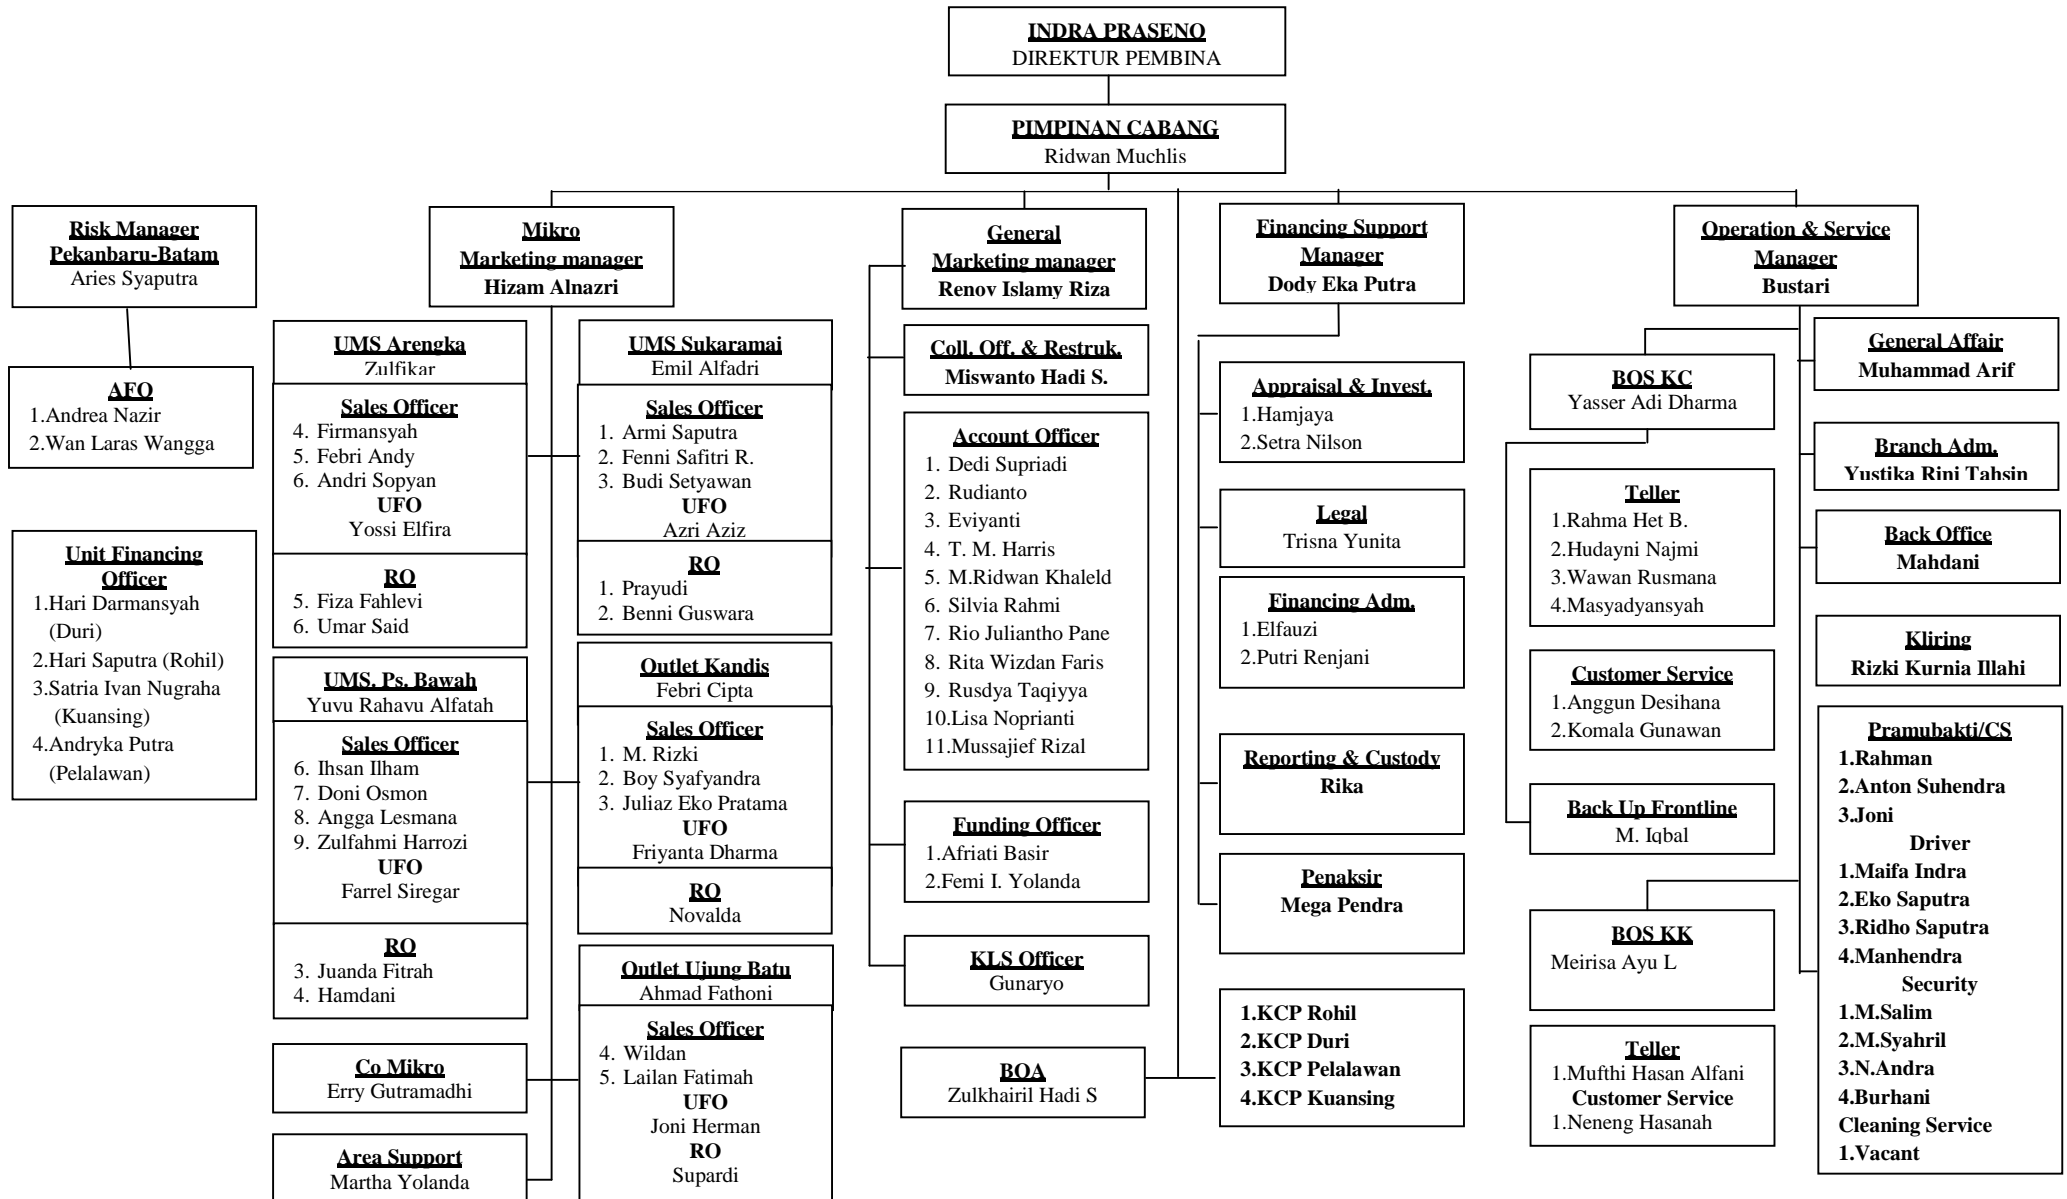 INDRA PRASENO
DIREKTUR PEMBINA
PIMPINAN CABANG
Ridwan Muchlis
Risk Manager
Pekanbaru-Batam
Aries Syaputra
AFO
1.Andrea Nazir
2.Wan Laras Wangga
Unit Financing
Officer
1.Hari Darmansyah
(Duri)
2.Hari Saputra (Rohil)
3.Satria Ivan Nugraha
(Kuansing)
4.Andryka Putra
(Pelalawan)
Mikro
Marketing manager
Hizam Alnazri
UMS Arengka
Zulfikar
Sales Officer
4. Firmansyah
5. Febri Andy
6. Andri Sopyan
UFO
Yossi Elfira
RO
5. Fiza Fahlevi
6. Umar Said
UMS. Ps. Bawah
Yuvu Rahavu Alfatah
Sales Officer
6. Ihsan Ilham
7. Doni Osmon
8. Angga Lesmana
9. Zulfahmi Harrozi
UFO
Farrel Siregar
RO
3. Juanda Fitrah
4. Hamdani
Co Mikro
Erry Gutramadhi
Area Support
Martha Yolanda
UMS Sukaramai
Emil Alfadri
Sales Officer
1. Armi Saputra
2. Fenni Safitri R.
3. Budi Setyawan
UFO
Azri Aziz
RO
1. Prayudi
2. Benni Guswara
Outlet Kandis
Febri Cipta
Sales Officer
1. M. Rizki
2. Boy Syafyandra
3. Juliaz Eko Pratama
UFO
Friyanta Dharma
RO
Novalda
Outlet Ujung Batu
Ahmad Fathoni
Sales Officer
4. Wildan
5. Lailan Fatimah
UFO
Joni Herman
RO
Supardi
General
Marketing manager
Renov Islamy Riza
Coll. Off. & Restruk.
Miswanto Hadi S.
Account Officer
1. Dedi Supriadi
2. Rudianto
3. Eviyanti
4. T. M. Harris
5. M.Ridwan Khaleld
6. Silvia Rahmi
7. Rio Juliantho Pane
8. Rita Wizdan Faris
9. Rusdya Taqiyya
10.Lisa Noprianti
11.Mussajief Rizal
Funding Officer
1.Afriati Basir
2.Femi I. Yolanda
KLS Officer
Gunaryo
BOA
Zulkhairil Hadi S
Financing Support
Manager
Dody Eka Putra
Appraisal & Invest.
1.Hamjaya
2.Setra Nilson
Legal
Trisna Yunita
Financing Adm.
1.Elfauzi
2.Putri Renjani
Reporting & Custody
Rika
Penaksir
Mega Pendra
1.KCP Rohil
2.KCP Duri
3.KCP Pelalawan
4.KCP Kuansing
Operation & Service
Manager
Bustari
BOS KC
Yasser Adi Dharma
Teller
1.Rahma Het B.
2.Hudayni Najmi
3.Wawan Rusmana
4.Masyadyansyah
Customer Service
1.Anggun Desihana
2.Komala Gunawan
Back Up Frontline
M. Iqbal
BOS KK
Meirisa Ayu L
Teller
1.Mufthi Hasan Alfani
Customer Service
1.Neneng Hasanah
General Affair
Muhammad Arif
Branch Adm.
Yustika Rini Tahsin
Back Office
Mahdani
Kliring
Rizki Kurnia Illahi
Pramubakti/CS
1.Rahman
2.Anton Suhendra
3.Joni
Driver
1.Maifa Indra
2.Eko Saputra
3.Ridho Saputra
4.Manhendra
Security
1.M.Salim
2.M.Syahril
3.N.Andra
4.Burhani
Cleaning Service
1.Vacant